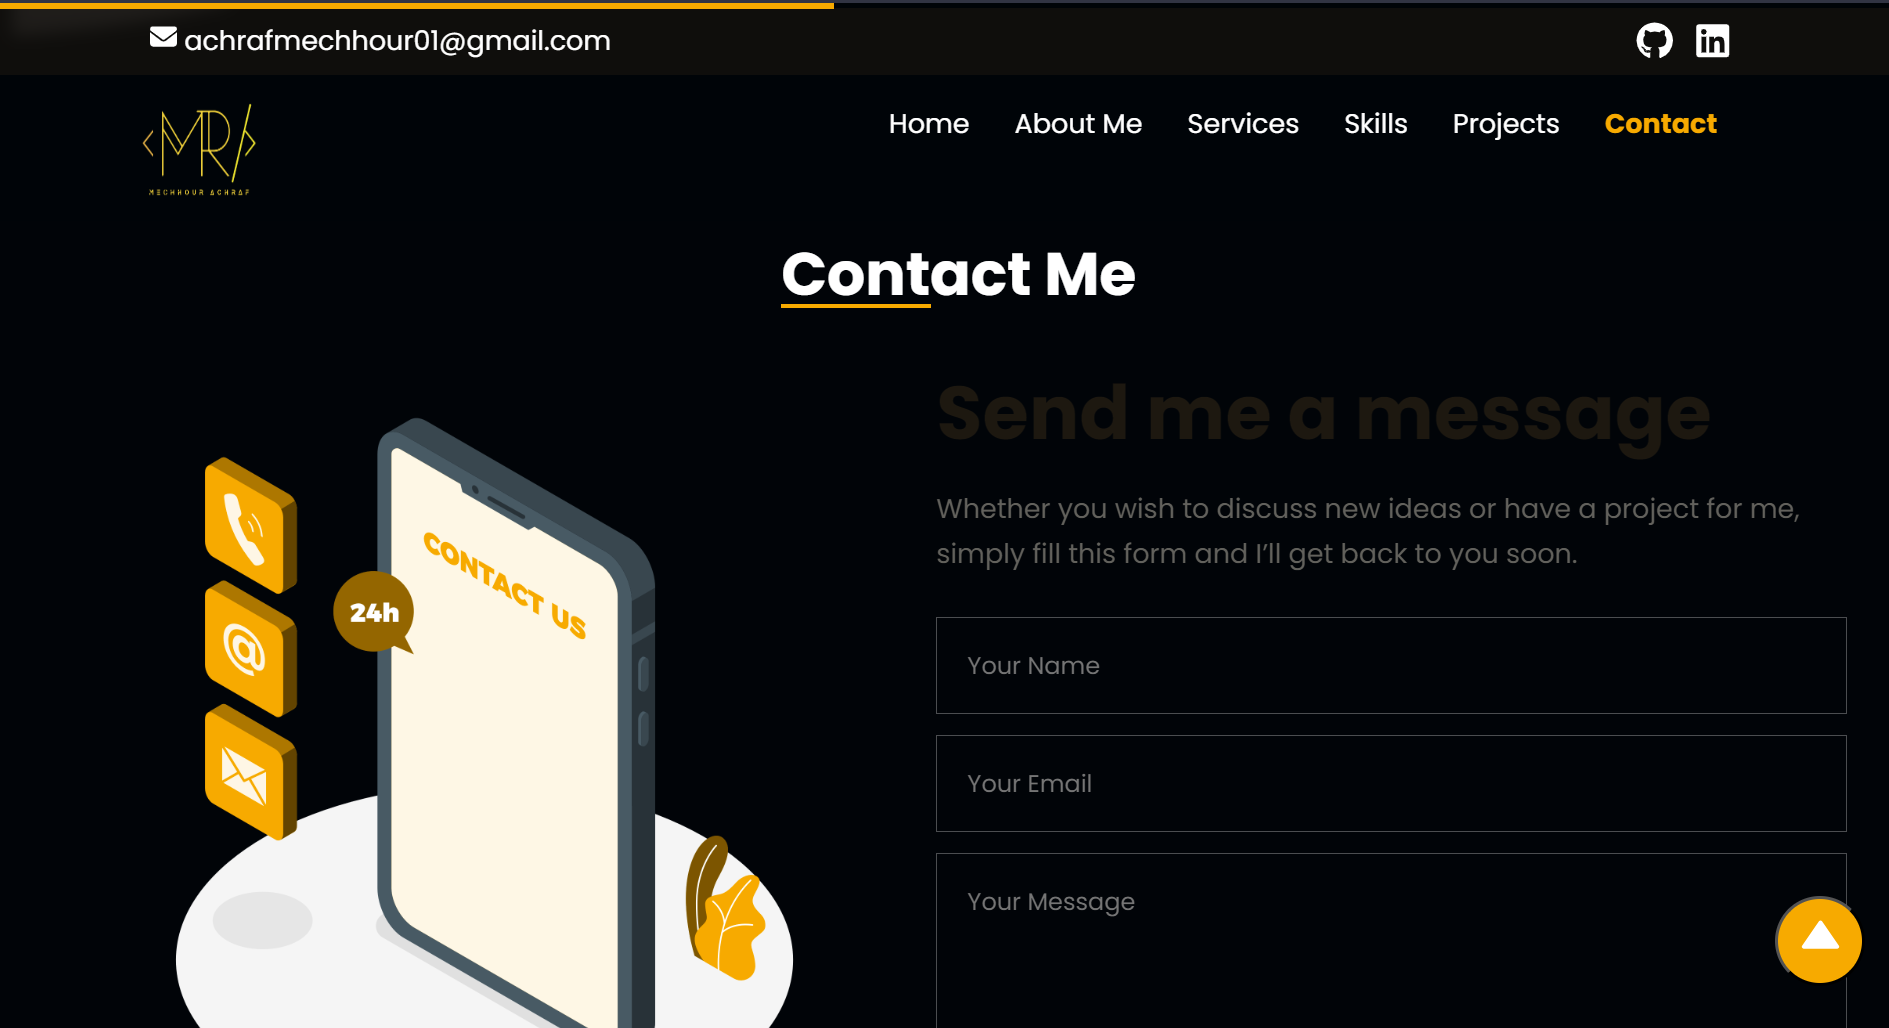 achrafmechhour01@gmail.com
MR/
MECHHOUR ACHRAF
Home About Me Services Skills Projects Contact
Contact Me
Send me a message
Whether you wish to discuss new ideas or have a project for me,
simply fill this form and I’ll get back to you soon.
CONTACT US
24h
@
Your Name
Your Email
Your Message